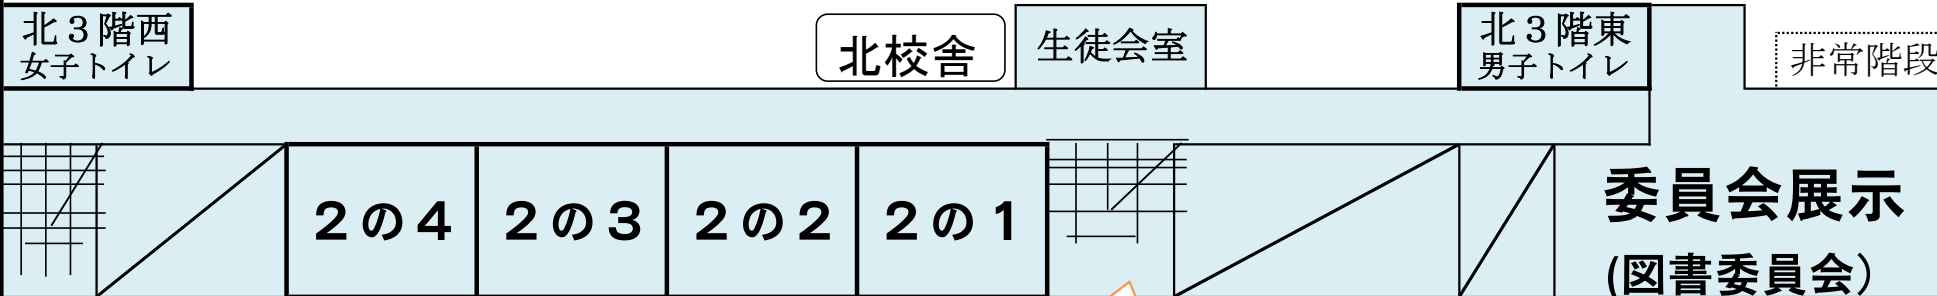 北３階西
女子トイレ
北校舎
生徒会室
北３階東
男子トイレ
非常階段
２の４
２の３
２の２
２の１
委員会展示
(図書委員会）